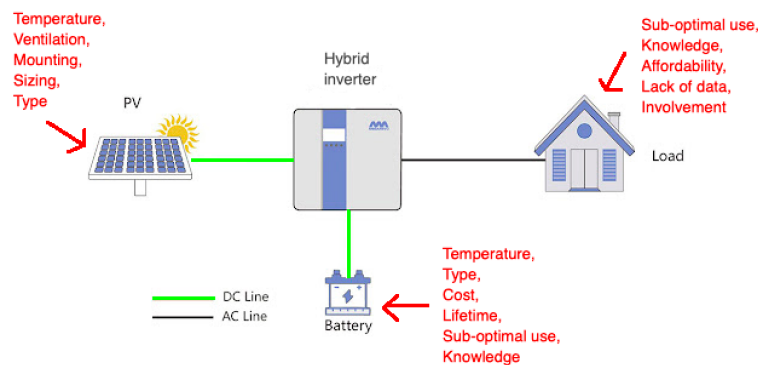 Temperature,
Ventilation,
Mounting,
Sizing,
Type
PV
Hybrid
inverter
Sub-optimal use,
Knowledge,
Affordability,
Lack of data,
Involvement
Load
Temperature,
Type,
Cost,
Lifetime,
Sub-optimal use,
Knowledge
Battery
DC Line
AC Line